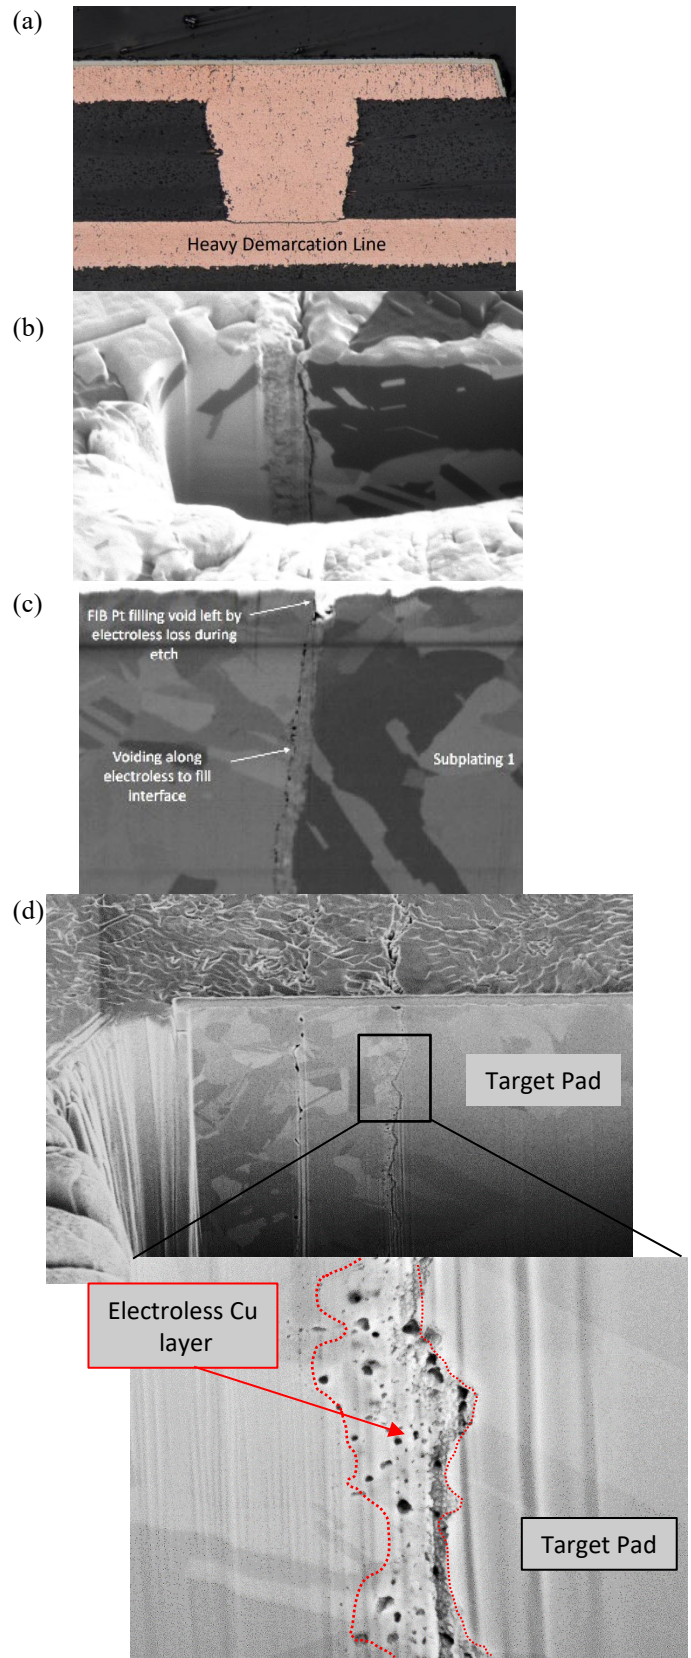 (a)
Heavy Demarcation Line
(b)
(c)
FIB Pt filling void left by
electroless loss during
etch
Voiding along
electroless to fill
interface
Subplating 1
(d)
Target Pad
Electroless Cu
layer
Target Pad